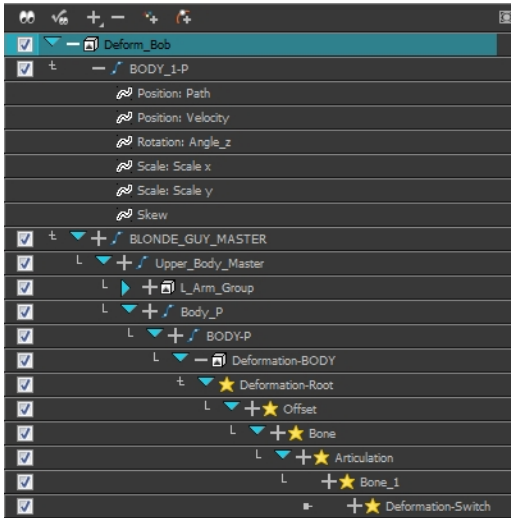 Deform_Bob
BODY_1-P
Position: Path
Position: Velocity
Rotation: Angle_z
Scale: Scale x
Scale: Scale y
Skew
BLONDE_GUY_MASTER
Upper_Body_Master
L_Arm_Group
Body_P
BODY-P
Deformation-BODY
Deformation-Root
Offset
Bone
Articulation
Bone_1
Deformation-Switch